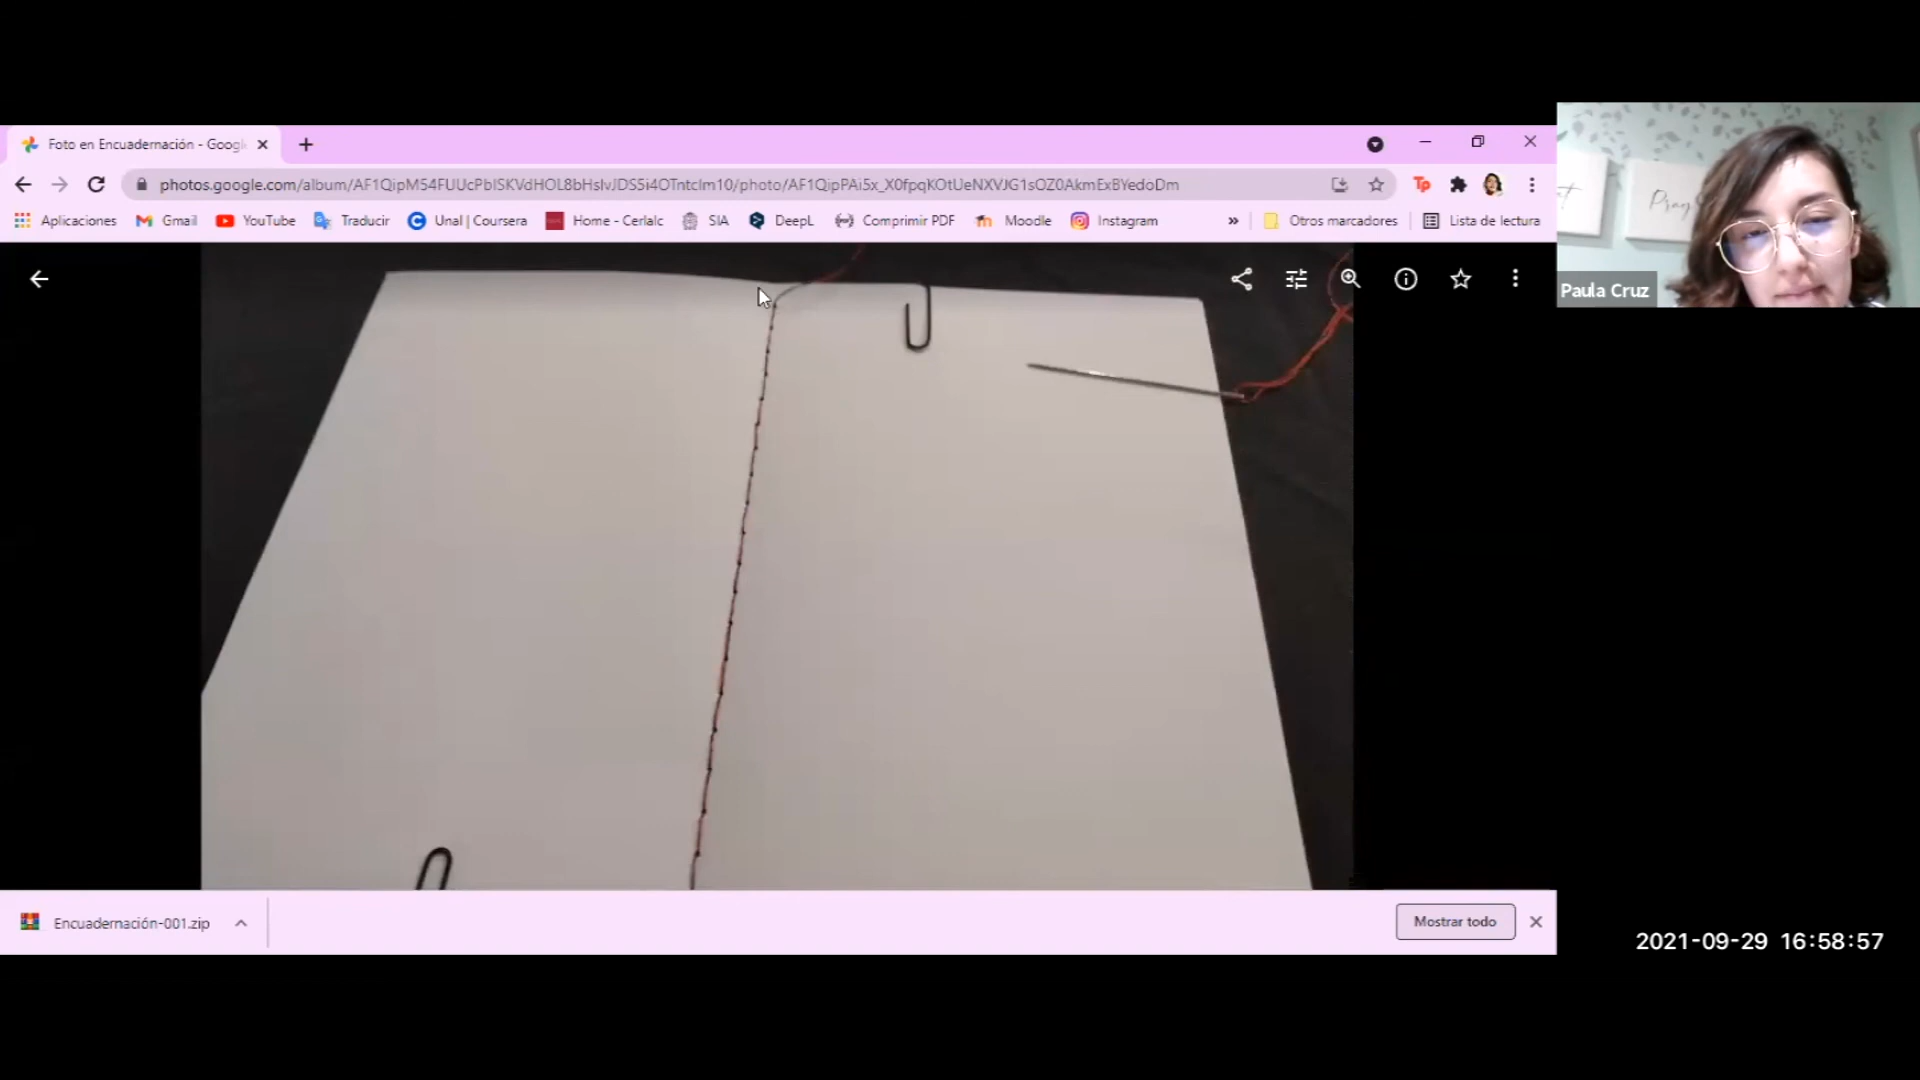 Foto en Encuadernación - Googl
photos.google.com/album/AF1QipM54FUUcPbISKVdHOL8bHslvJDS5i4OTntclm10/photo/AF1QipPAi5x_X0fpqKOtUeNXVJG1sOZ0AkmExBYedoDm
Tp
Aplicaciones Gmail YouTube Traducir Unal | Coursera Home - Cerlalc SIA DeepL Comprimir PDF Moodle Instagram » Otros marcadores Lista de lectura
Pray
Paula Cruz
Encuadernación-001.zip
Mostrar todo
2021-09-29 16:58:57